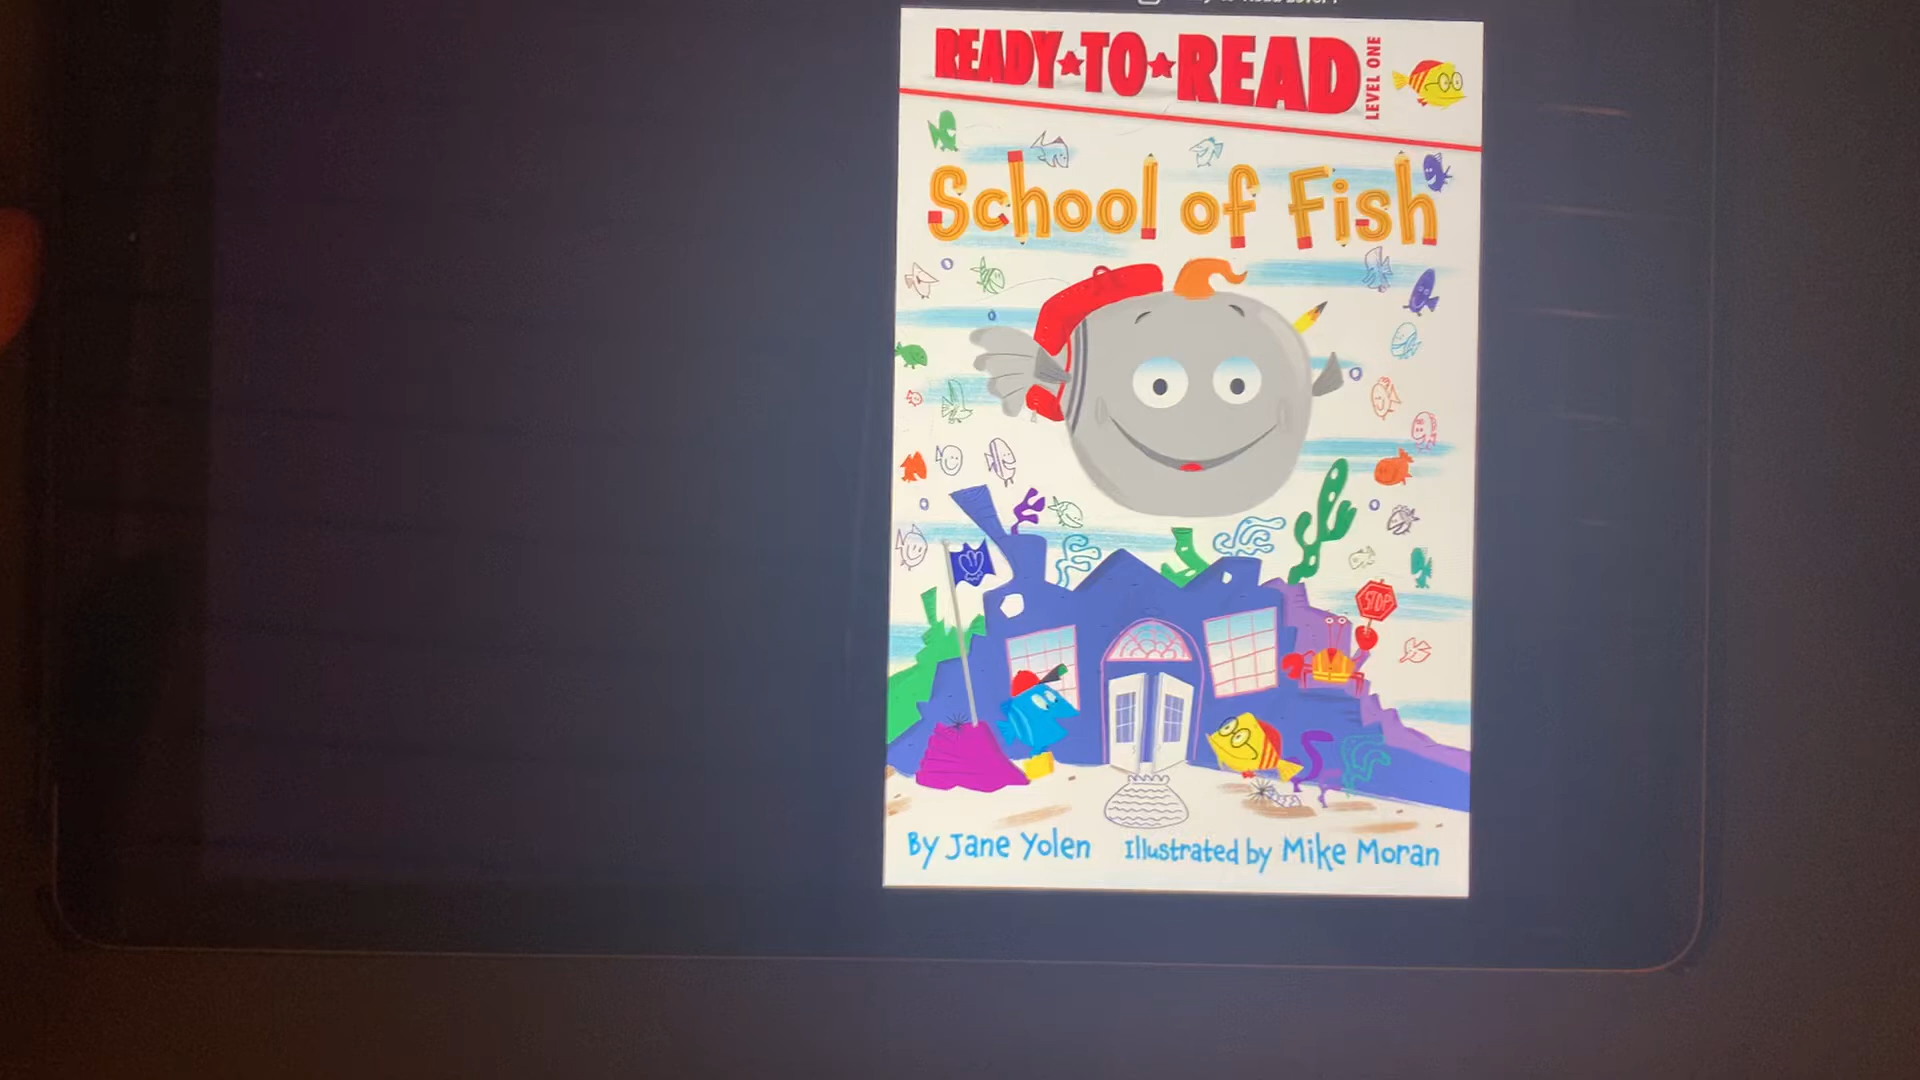 READY★TO★READ
LEVEL ONE
School of Fish
STOP
By Jane Yolen Illustrated by Mike Moran